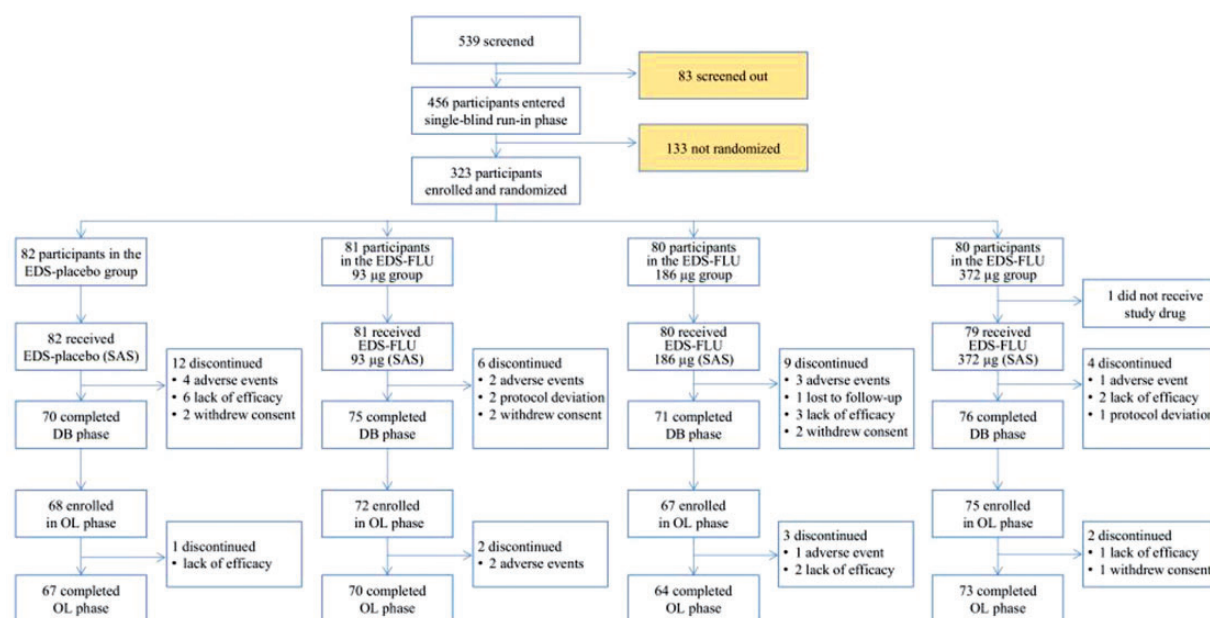 539 screened
83 screened out
456 participants entered
single-blind run-in phase
133 not randomized
323 participants
enrolled and randomized
82 participants in the
EDS-placebo group
81 participants
in the EDS-FLU
93 µg group
80 participants
in the EDS-FLU
186 µg group
80 participants
in the EDS-FLU
372 µg group
1 did not receive
study drug
82 received
EDS-placebo (SAS)
81 received
EDS-FLU
93 µg (SAS)
80 received
EDS-FLU
186 µg (SAS)
79 received
EDS-FLU
372 µg (SAS)
12 discontinued
• 4 adverse events
• 6 lack of efficacy
• 2 withdrew consent
6 discontinued
• 2 adverse events
• 2 protocol deviation
• 2 withdrew consent
9 discontinued
• 3 adverse events
• 1 lost to follow-up
• 3 lack of efficacy
• 2 withdrew consent
4 discontinued
• 1 adverse event
• 2 lack of efficacy
• 1 protocol deviation
70 completed
DB phase
75 completed
DB phase
71 completed
DB phase
76 completed
DB phase
68 enrolled
in OL phase
72 enrolled
in OL phase
67 enrolled
in OL phase
75 enrolled
in OL phase
1 discontinued
• lack of efficacy
2 discontinued
• 2 adverse events
3 discontinued
• 1 adverse event
• 2 lack of efficacy
2 discontinued
• 1 lack of efficacy
• 1 withdrew consent
67 completed
OL phase
70 completed
OL phase
64 completed
OL phase
73 completed
OL phase